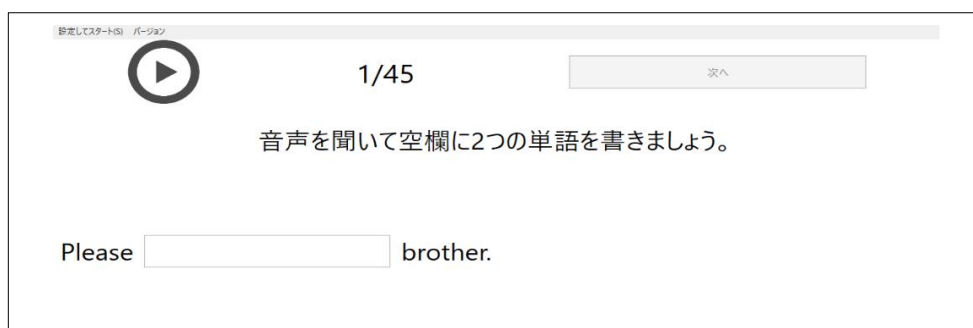 設定してスタート(S) バージョン
1/45 次へ
音声を聞いて空欄に2つの単語を書きましょう。
Please brother.